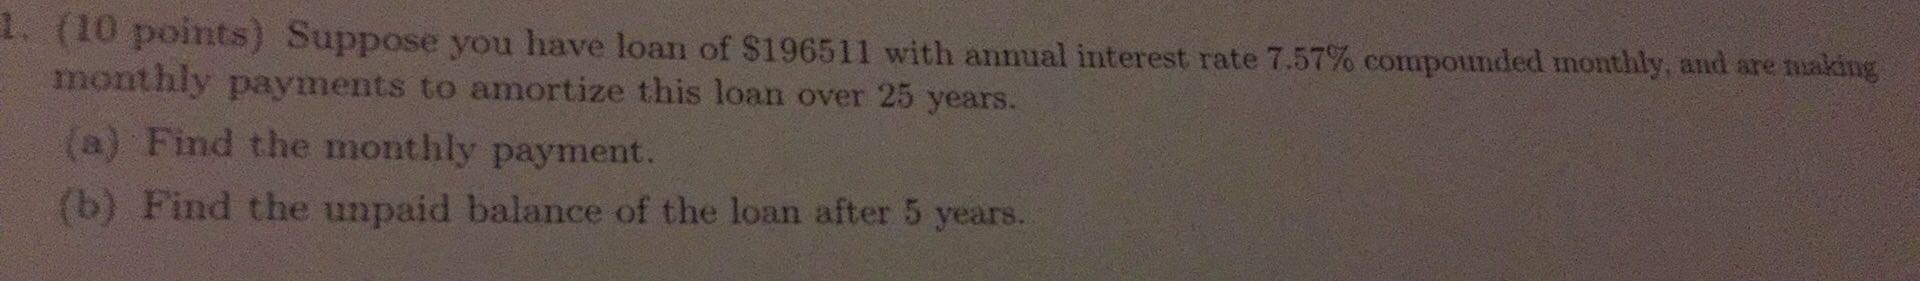 1. (10 points) Suppose you have loan of $196511 with annual interest rate 7.57% compounded monthly, and are making
monthly payments to amortize this loan over 25 years.
(a) Find the monthly payment.
(b) Find the unpaid balance of the loan after 5 years.